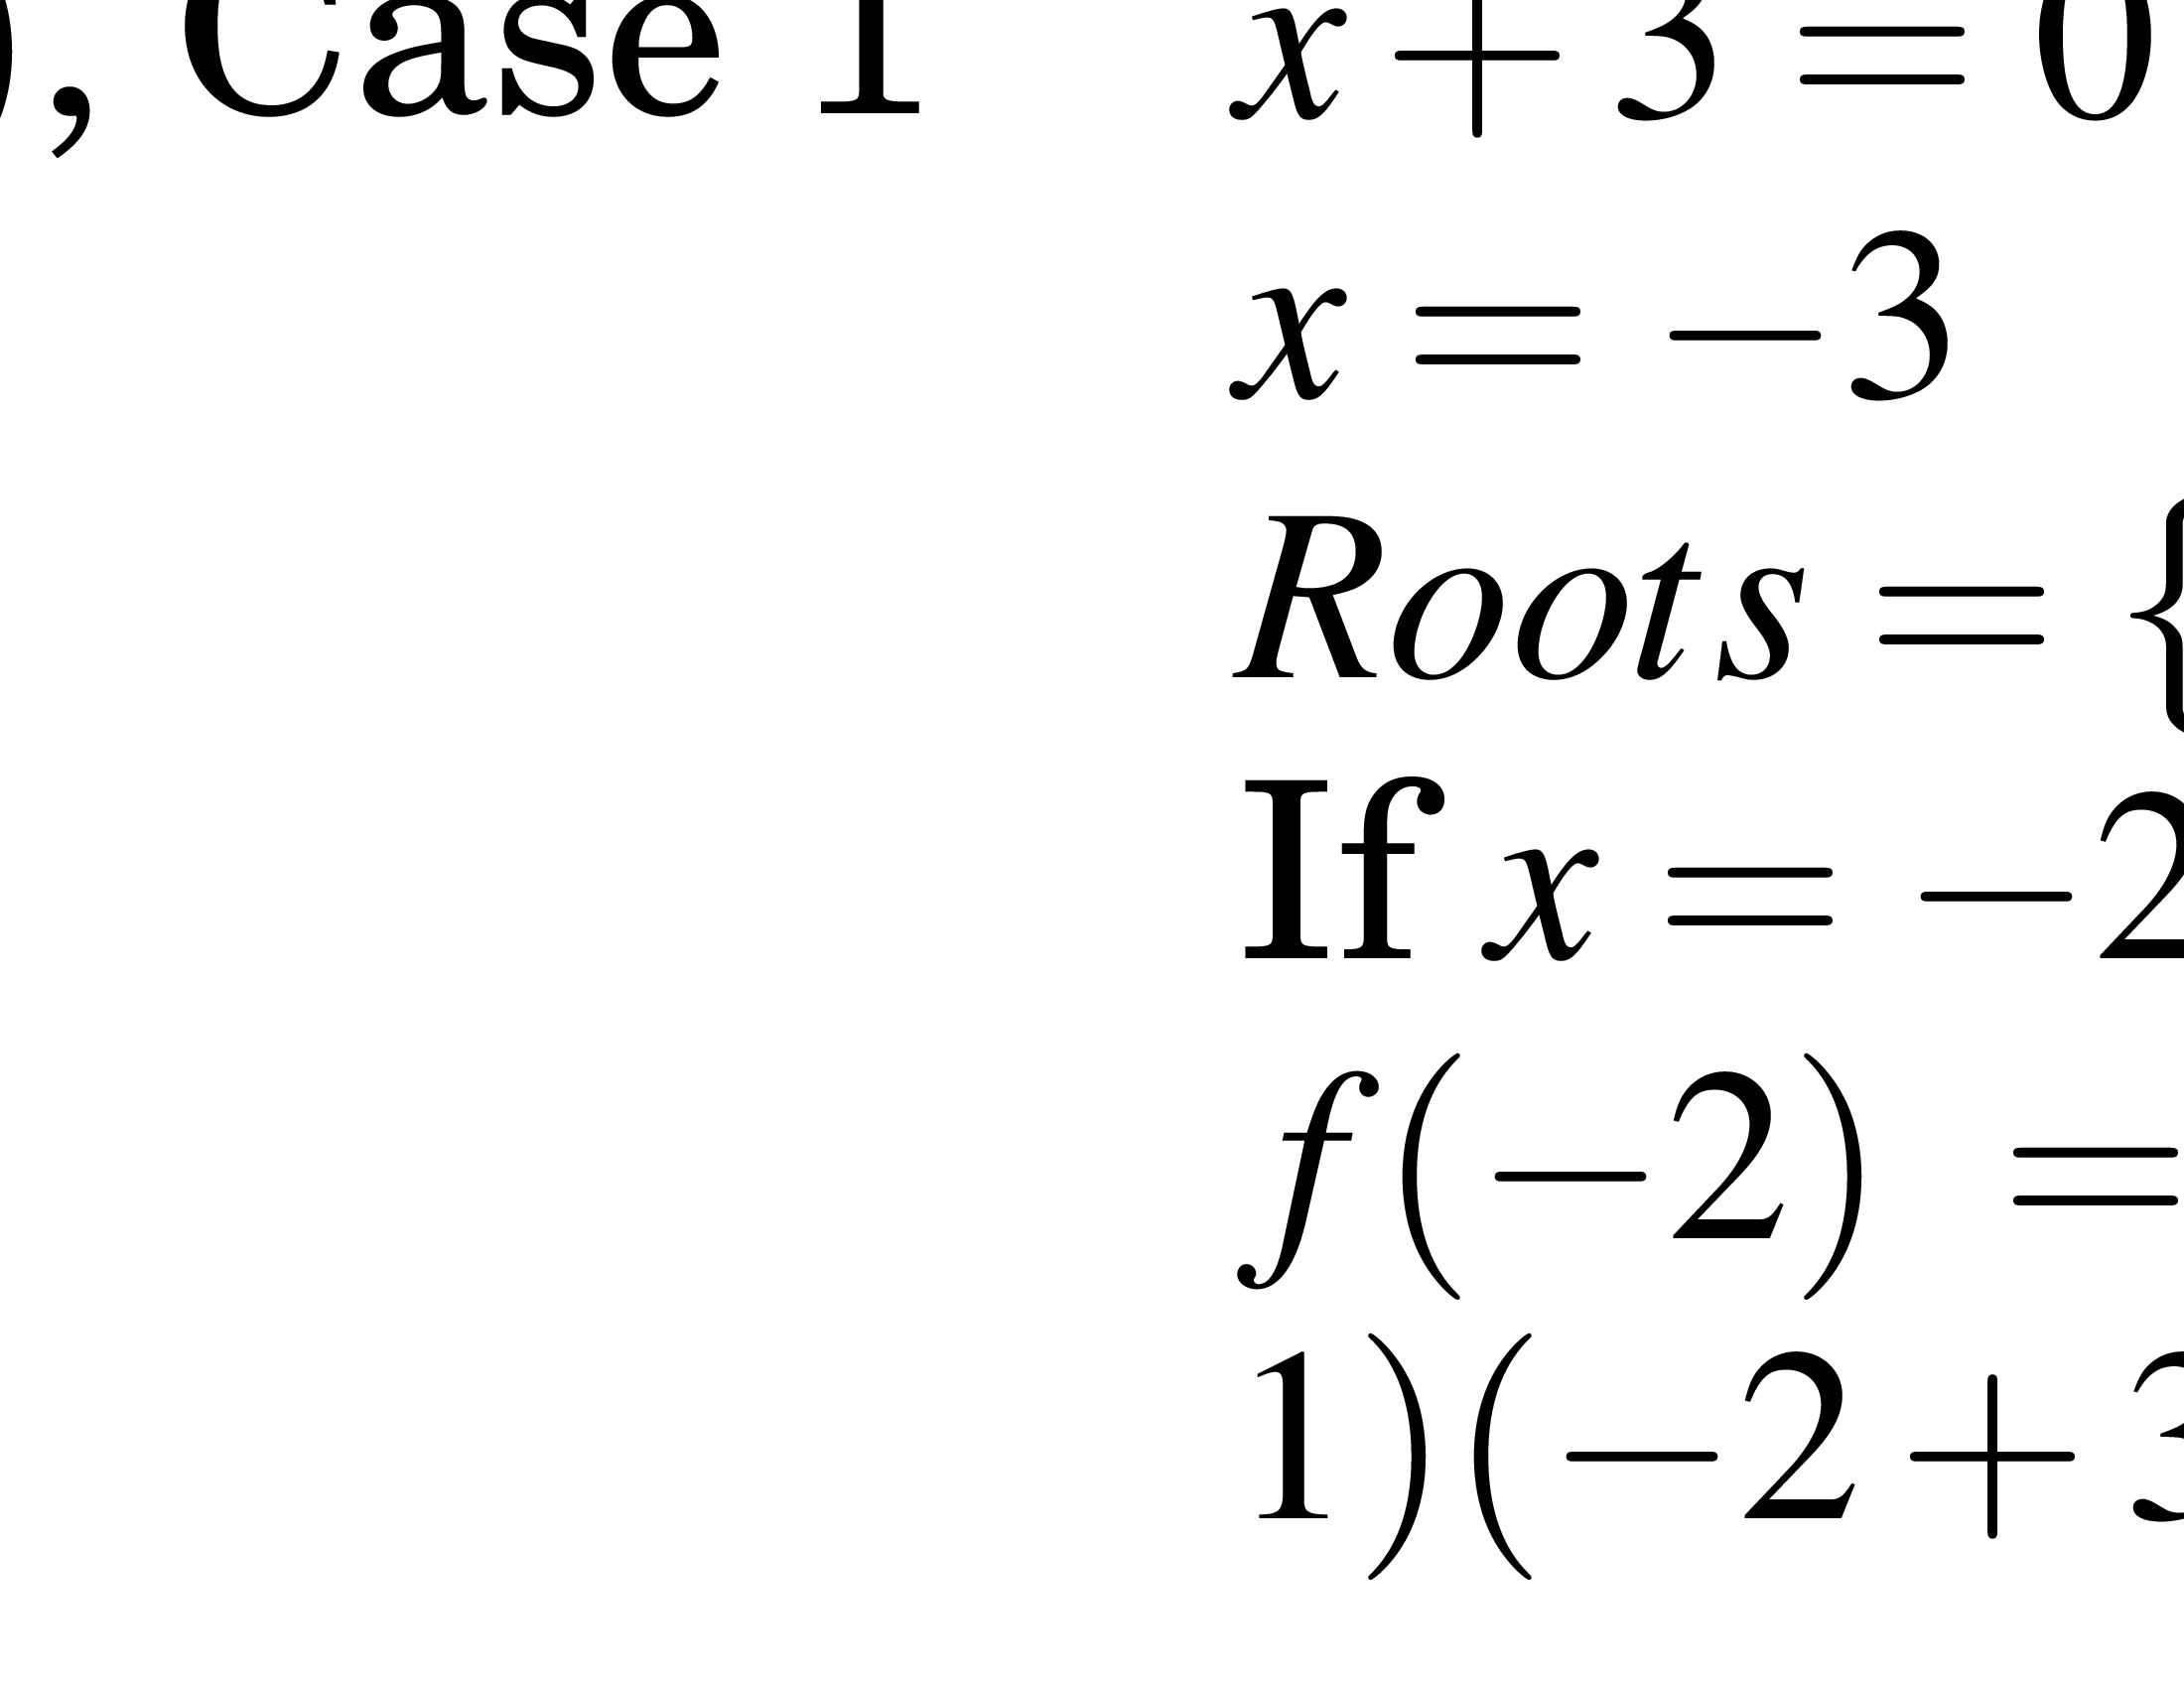 ), Case 1
x + 3 = 0
x = −3
Roots = {
If x = −2
f(−2) =
1)(−2 + 3